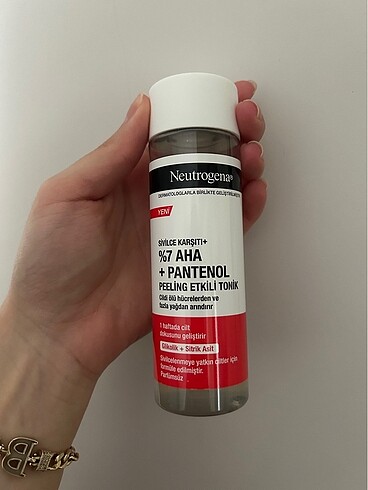 Neutrogena®
DERMATOLOGLARLA BİRLİKTE GELİŞTİRİLMİŞTİR
YENİ
SİVİLCE KARŞITI+
%7 AHA
+ PANTENOL
PEELING ETKİLİ TONİK
Cildi ölü hücrelerden ve
fazla yağdan arındırır
1 haftada cilt
dokusunu geliştirir
Glikolik + Sitrik Asit
Sivilcelenmeye yatkın ciltler için
formüle edilmiştir.
Parfümsüz
B